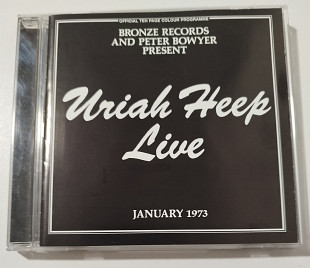 OFFICIAL TEN PAGE COLOUR PROGRAMME
BRONZE RECORDS
AND PETER BOWYER
PRESENT
Uriah Heep
Live
JANUARY 1973